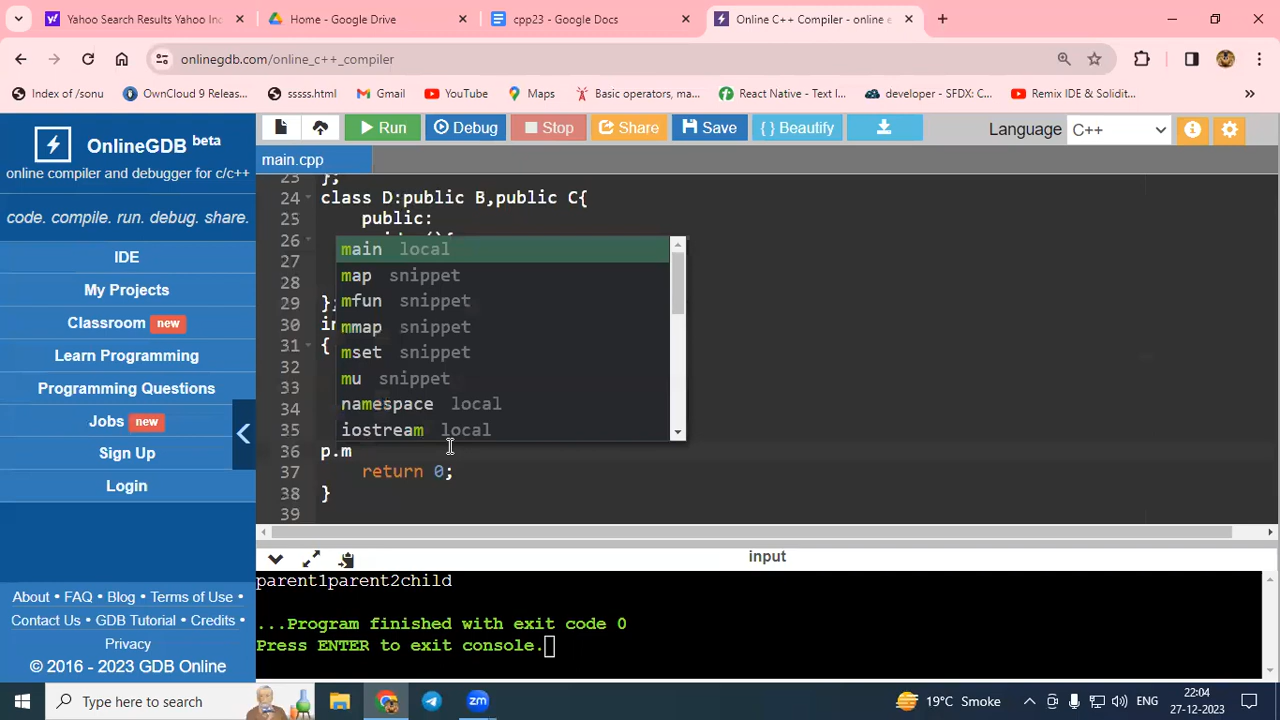 Yahoo Search Results Yahoo Inc
Home - Google Drive
cpp23 - Google Docs
Online C++ Compiler - online e
onlinegdb.com/online_c++_compiler
Index of /sonu
OwnCloud 9 Releas...
sssss.html
Gmail
YouTube
Maps
Basic operators, ma...
React Native - Text I...
developer - SFDX: C...
Remix IDE & Solidit...
OnlineGDB beta
online compiler and debugger for c/c++
code. compile. run. debug. share.
IDE
My Projects
Classroom new
Learn Programming
Programming Questions
Jobs new
Sign Up
Login
About • FAQ • Blog • Terms of Use •
Contact Us • GDB Tutorial • Credits •
Privacy
© 2016 - 2023 GDB Online
Run
Debug
Stop
Share
Save
{ } Beautify
Language C++
main.cpp
23 };
24 class D:public B,public C{
25 public:
26
27
28
29 };
30
31 {
32
33
34
35
36 p.m
37 return 0;
38 }
39
main local
map snippet
mfun snippet
mmap snippet
mset snippet
mu snippet
namespace local
iostream local
input
parent1parent2child
...Program finished with exit code 0
Press ENTER to exit console.
Type here to search
19°C Smoke
ENG
22:04
27-12-2023